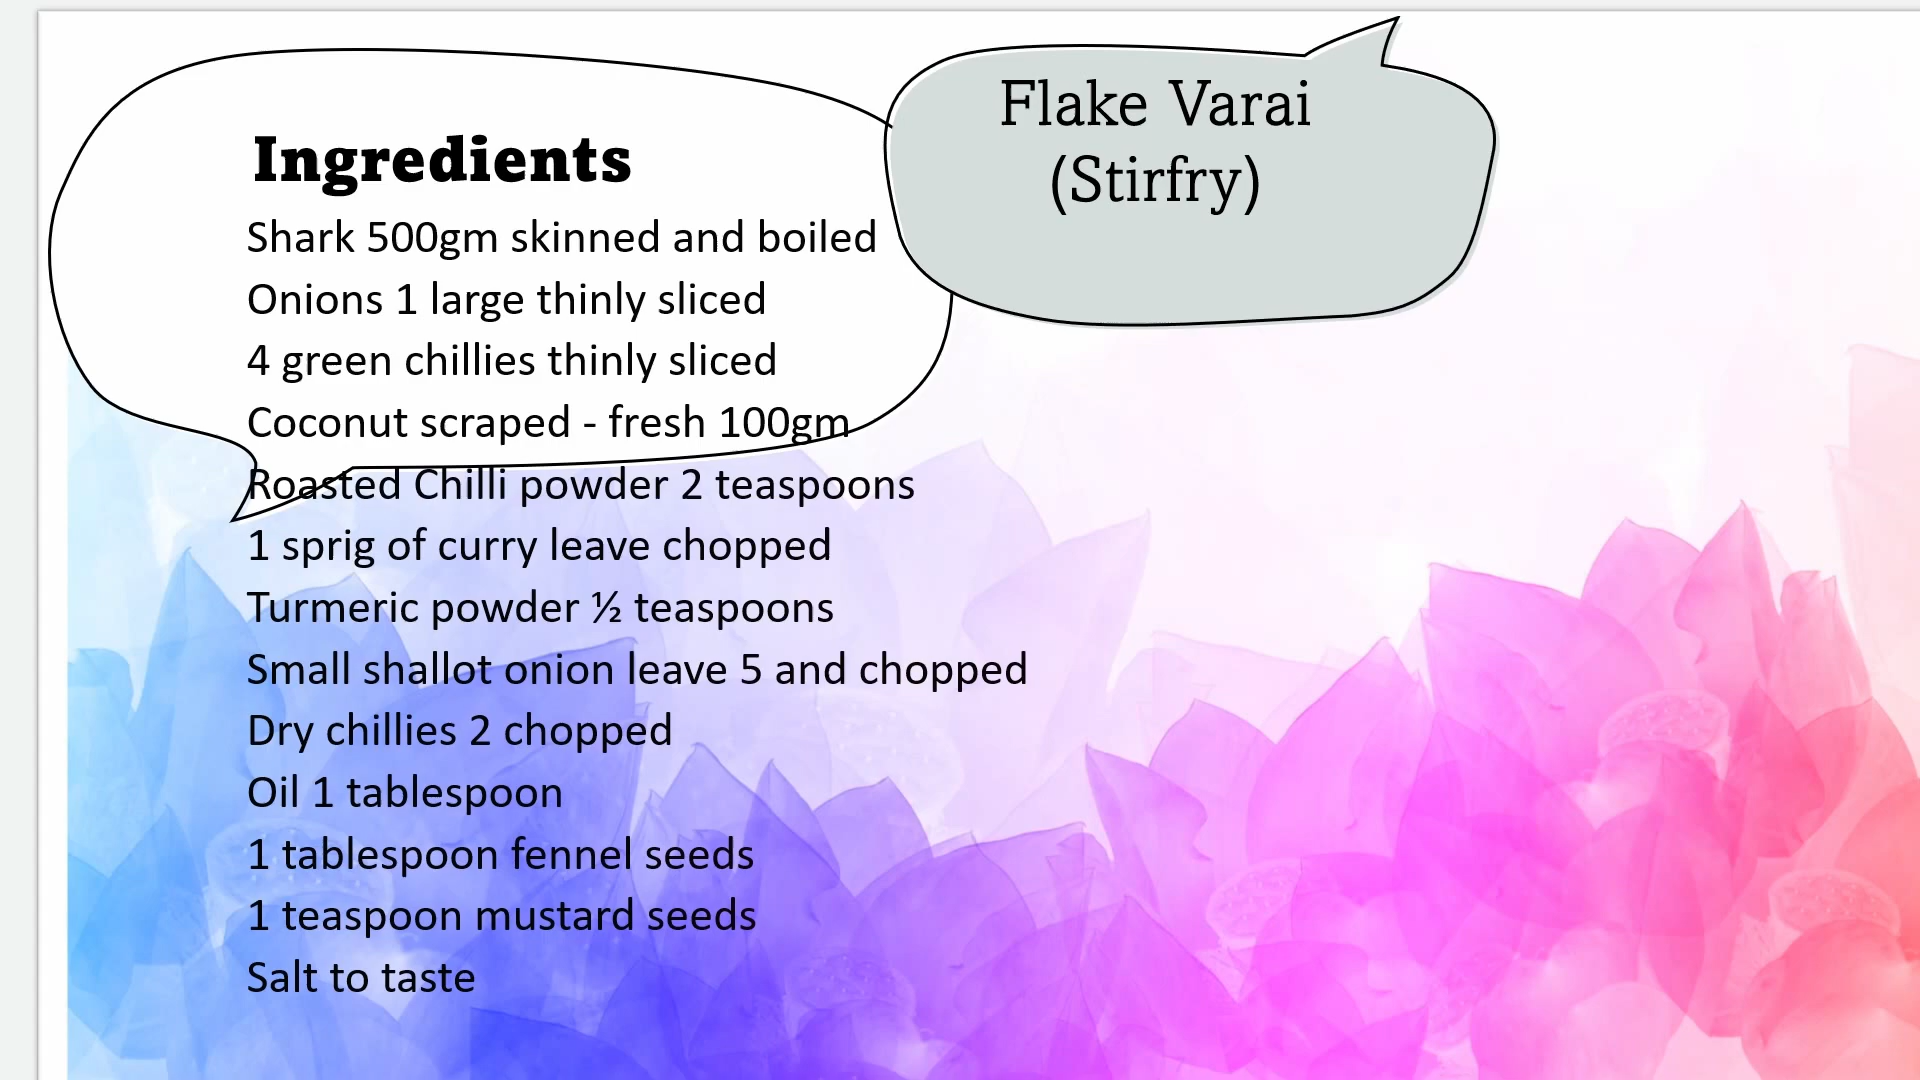 Flake Varai
(Stirfry)
Ingredients
Shark 500gm skinned and boiled
Onions 1 large thinly sliced
4 green chillies thinly sliced
Coconut scraped - fresh 100gm
Roasted Chilli powder 2 teaspoons
1 sprig of curry leave chopped
Turmeric powder ½ teaspoons
Small shallot onion leave 5 and chopped
Dry chillies 2 chopped
Oil 1 tablespoon
1 tablespoon fennel seeds
1 teaspoon mustard seeds
Salt to taste